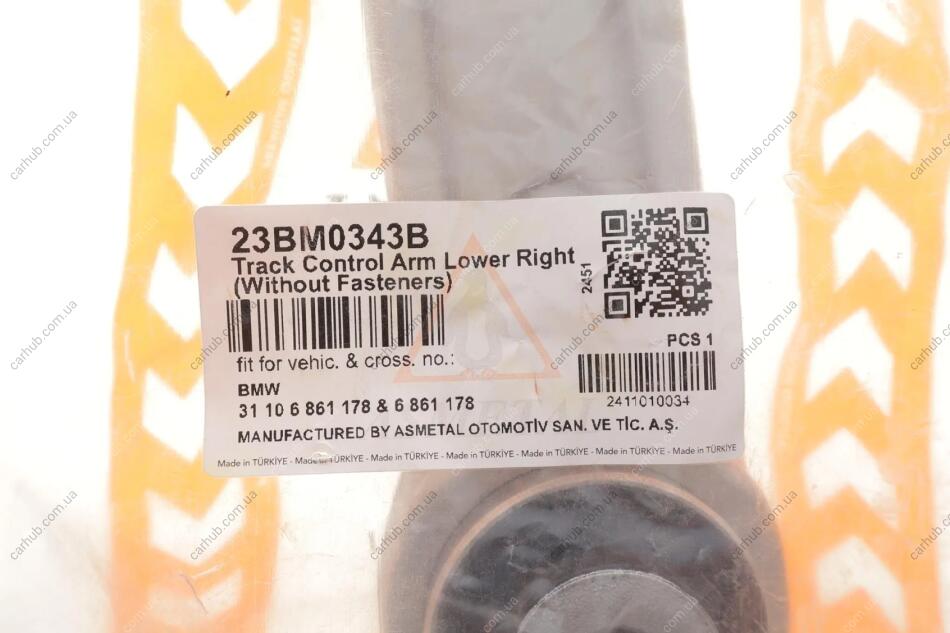 23BM0343B
Track Control Arm Lower Right
(Without Fasteners)
2451
PCS 1
fit for vehic. & cross. no.:
BMW
31 10 6 861 178 & 6 861 178
2411010034
MANUFACTURED BY ASMETAL OTOMOTİV SAN. VE TİC. A.Ş.
Made in TÜRKİYE - Made in TÜRKİYE - Made in TÜRKİYE - Made in TÜRKİYE - Made in TÜRKİYE - Made in TÜRKİYE - Made in TÜRKİYE
carhub.com.ua